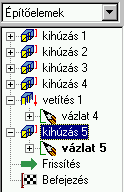 Építőelemek
kihúzás 1
kihúzás 2
kihúzás 3
kihúzás 4
vetítés 1
vázlat 4
kihúzás 5
vázlat 5
Frissítés
Befejezés